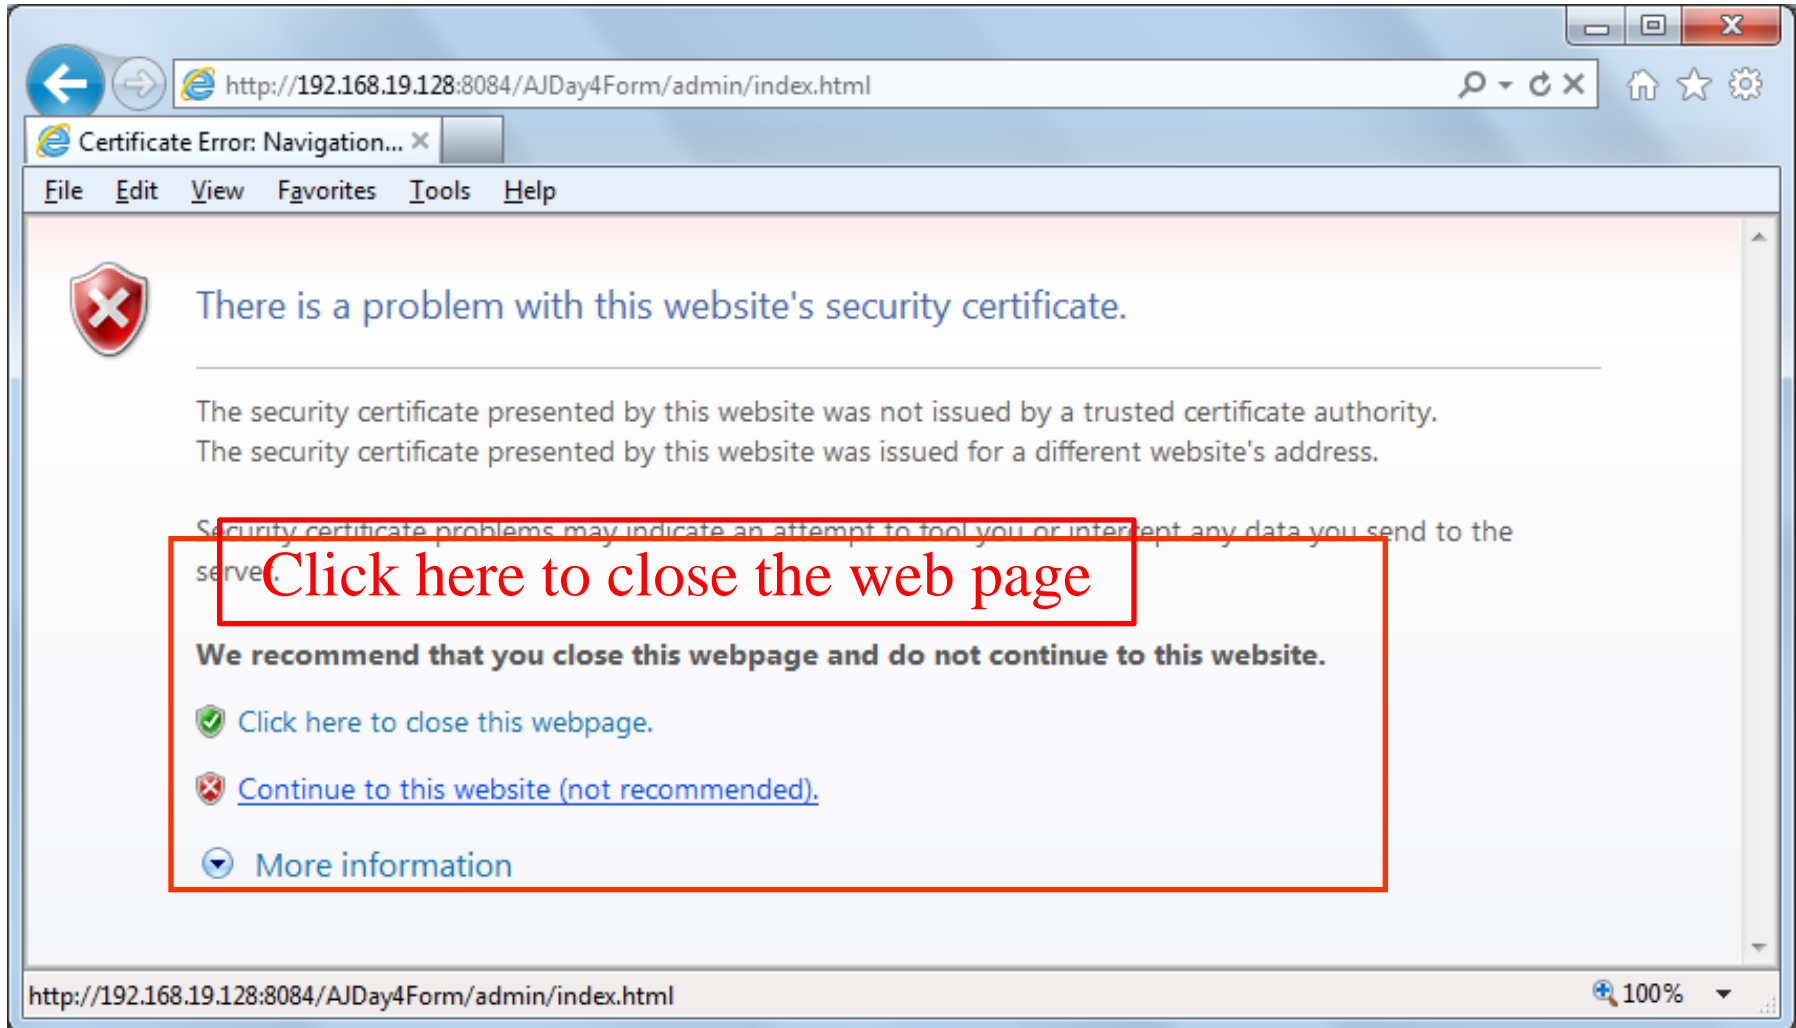 http://192.168.19.128:8084/AJDay4Form/admin/index.html
Certificate Error: Navigation...
File Edit View Favorites Tools Help
There is a problem with this website's security certificate.
The security certificate presented by this website was not issued by a trusted certificate authority.
The security certificate presented by this website was issued for a different website's address.
Security certificate problems may indicate an attempt to fool you or intercept any data you send to the
server.
Click here to close the web page
We recommend that you close this webpage and do not continue to this website.
Click here to close this webpage.
Continue to this website (not recommended).
More information
http://192.168.19.128:8084/AJDay4Form/admin/index.html
100%